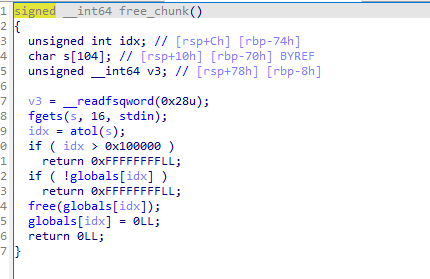 1 signed __int64 free_chunk()
2 {
3 unsigned int idx; // [rsp+Ch] [rbp-74h]
4 char s[104]; // [rsp+10h] [rbp-70h] BYREF
5 unsigned __int64 v3; // [rsp+78h] [rbp-8h]
6
7 v3 = __readfsqword(0x28u);
8 fgets(s, 16, stdin);
9 idx = atol(s);
0 if ( idx > 0x100000 )
1 return 0xFFFFFFFFLL;
2 if ( !globals[idx] )
3 return 0xFFFFFFFFLL;
4 free(globals[idx]);
5 globals[idx] = 0LL;
6 return 0LL;
7 }